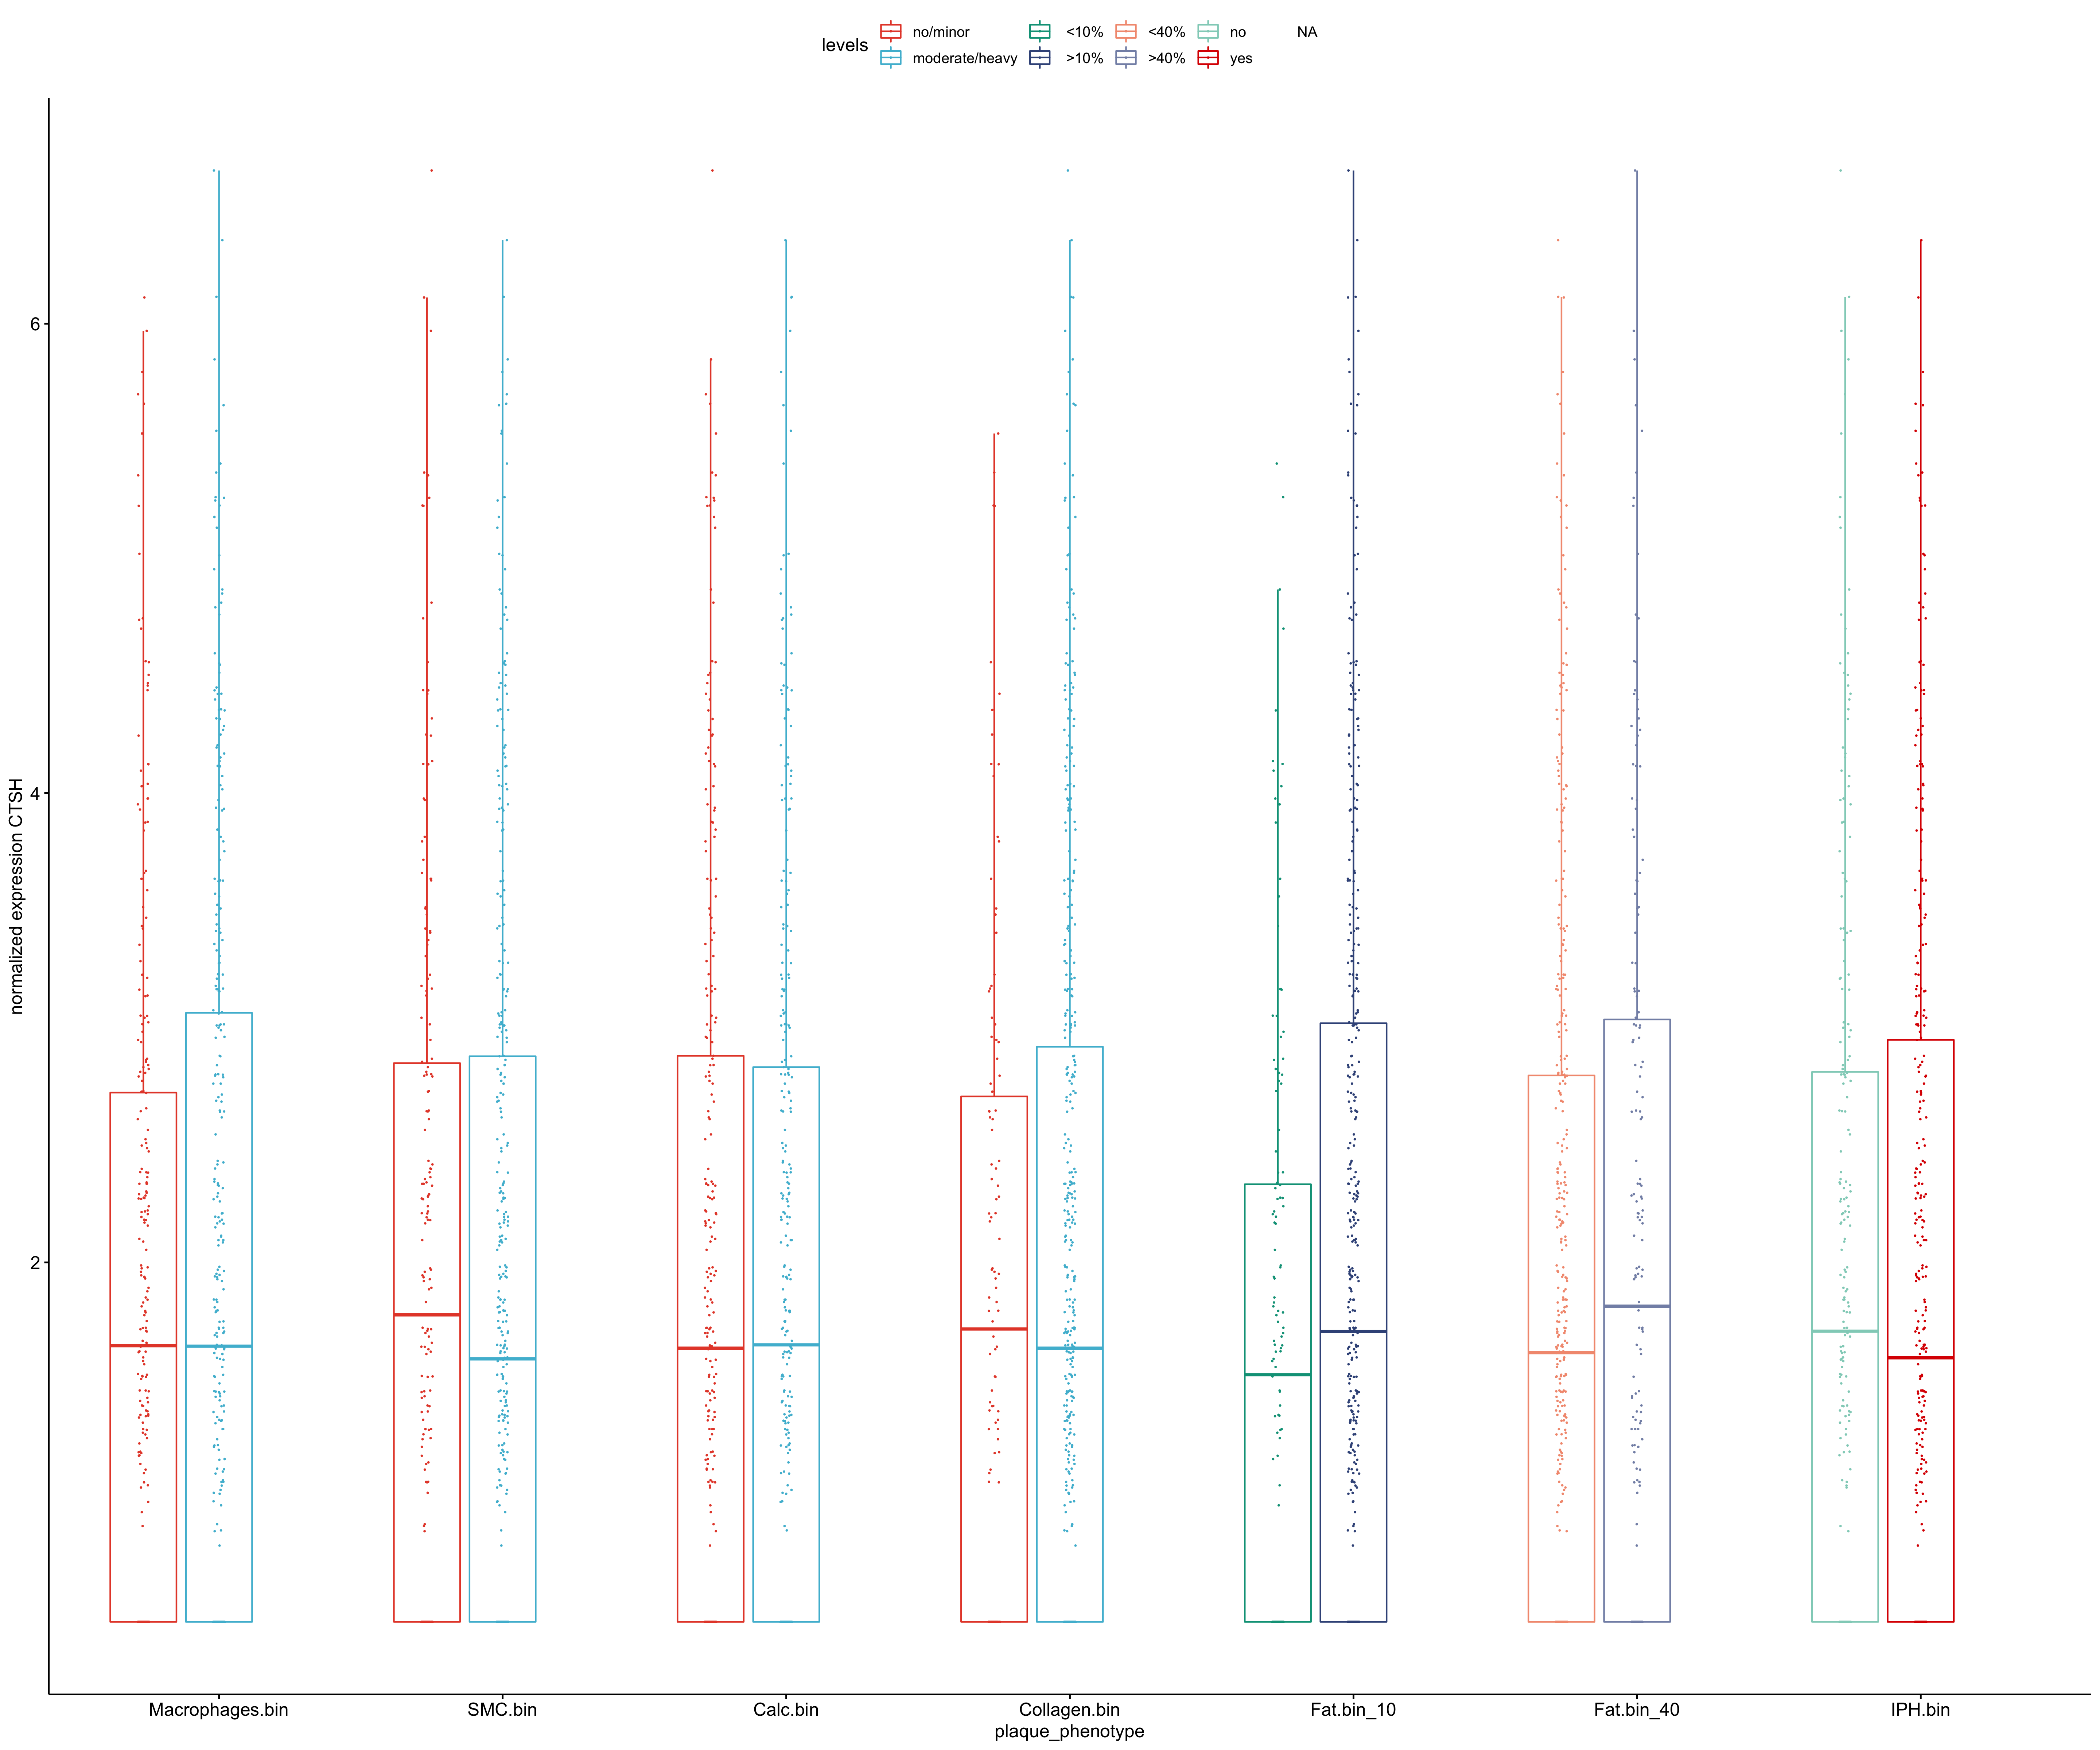 levels
no/minor <10% <40% no NA
moderate/heavy >10% >40% yes
normalized expression CTSH
6
4
2
Macrophages.bin SMC.bin Calc.bin Collagen.bin Fat.bin_10 Fat.bin_40 IPH.bin
plaque_phenotype